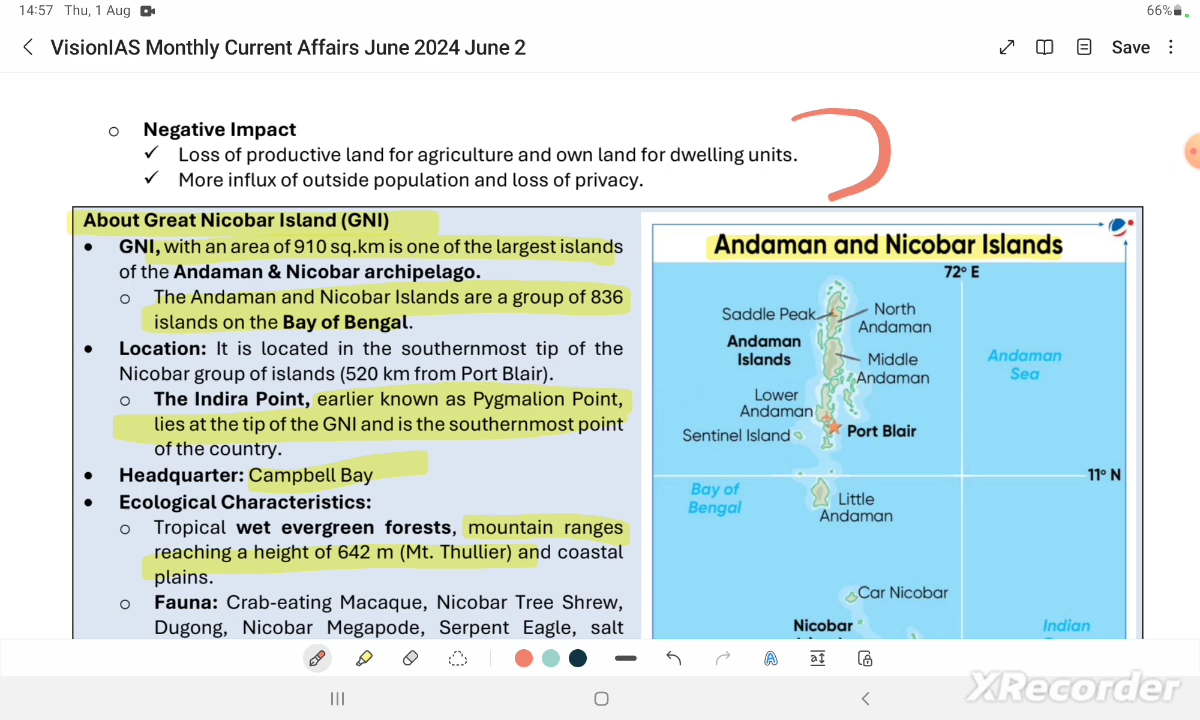 14:57 Thu, 1 Aug
66%
VisionIAS Monthly Current Affairs June 2024 June 2
Save
Negative Impact
Loss of productive land for agriculture and own land for dwelling units.
More influx of outside population and loss of privacy.
About Great Nicobar Island (GNI)
GNI, with an area of 910 sq.km is one of the largest islands
of the Andaman & Nicobar archipelago.
The Andaman and Nicobar Islands are a group of 836
islands on the Bay of Bengal.
Location: It is located in the southernmost tip of the
Nicobar group of islands (520 km from Port Blair).
The Indira Point, earlier known as Pygmalion Point,
lies at the tip of the GNI and is the southernmost point
of the country.
Headquarter: Campbell Bay
Ecological Characteristics:
Tropical wet evergreen forests, mountain ranges
reaching a height of 642 m (Mt. Thullier) and coastal
plains.
Fauna: Crab-eating Macaque, Nicobar Tree Shrew,
Dugong, Nicobar Megapode, Serpent Eagle, salt
Andaman and Nicobar Islands
72° E
Saddle Peak
North
Andaman
Andaman
Islands
Middle
Andaman
Andaman
Sea
Lower
Andaman
Sentinel Island
Port Blair
11° N
Bay of
Bengal
Little
Andaman
Car Nicobar
Nicobar
Indian
XRecorder